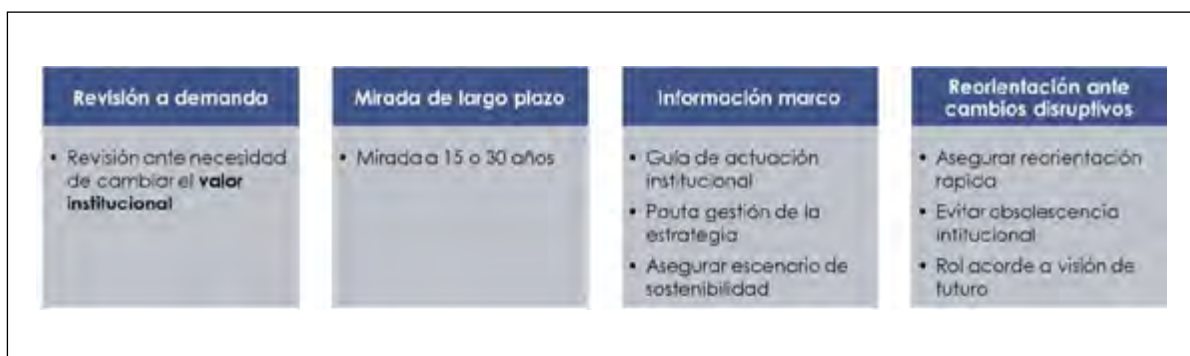 Revisión a demanda
• Revisión ante necesidad
de cambiar el valor
institucional
Mirada de largo plazo
• Mirada a 15 o 30 años
Información marco
• Guía de actuación
institucional
• Pauta gestión de la
estrategia
• Asegurar escenario de
sostenibilidad
Reorientación ante
cambios disruptivos
• Asegurar reorientación
rapida
• Evitar obsolescencia
intitucional
• Rol acorde a visión de
futuro